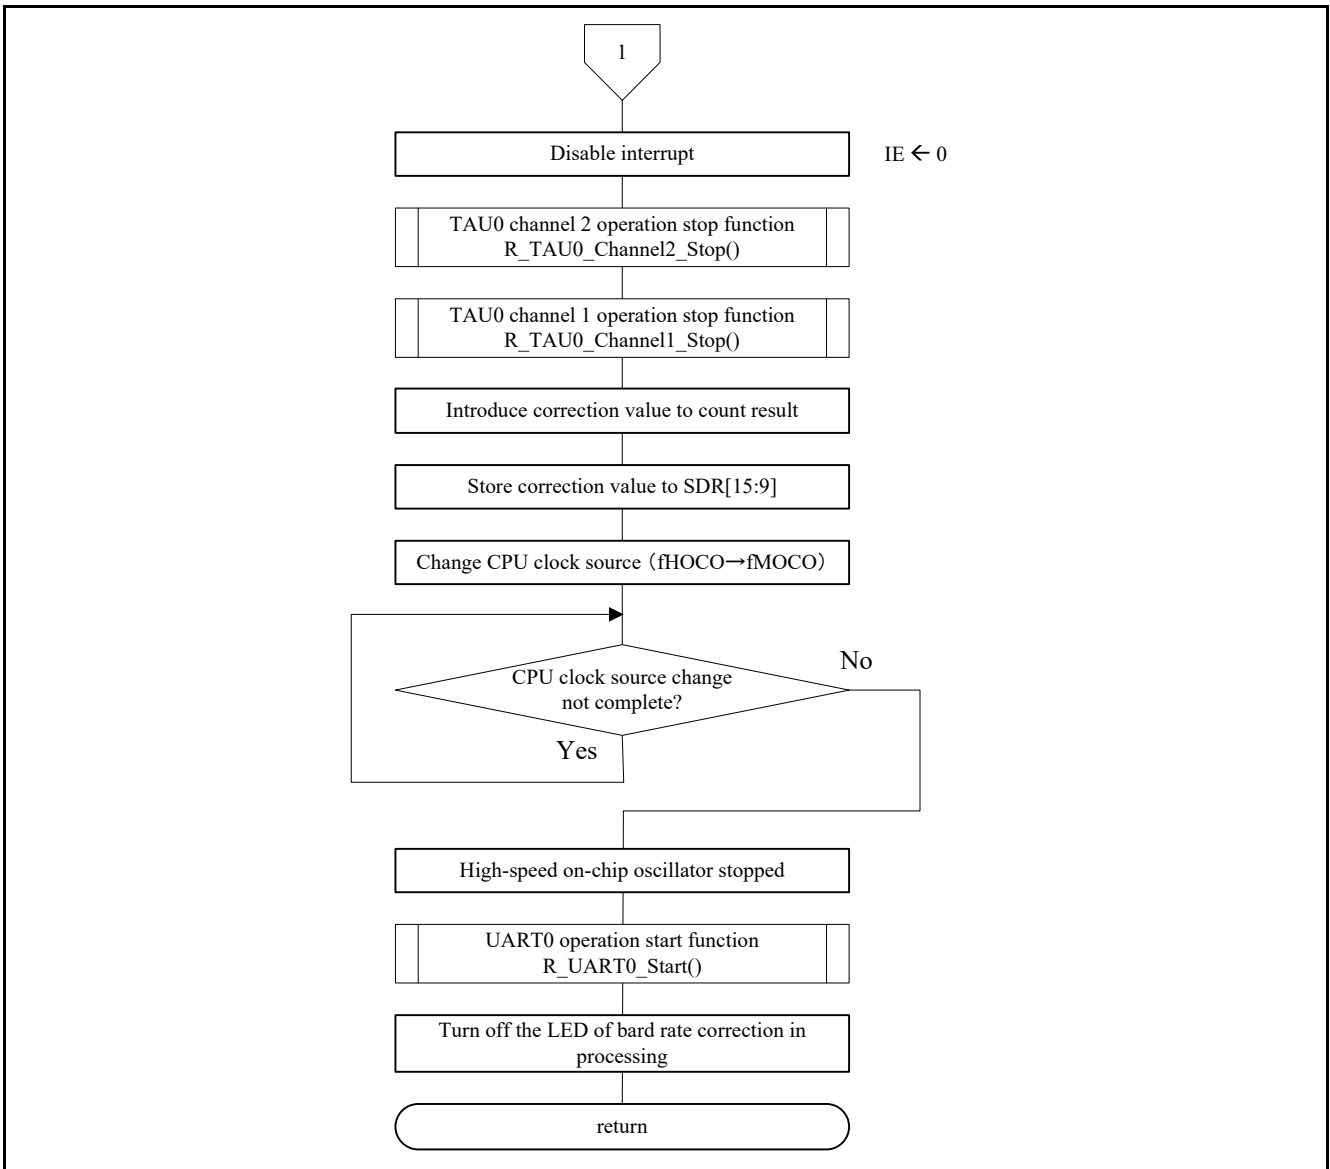 1
Disable interrupt
IE ← 0
TAU0 channel 2 operation stop function
R_TAU0_Channel2_Stop()
TAU0 channel 1 operation stop function
R_TAU0_Channel1_Stop()
Introduce correction value to count result
Store correction value to SDR[15:9]
Change CPU clock source（fHOCO→fMOCO）
No
CPU clock source change
not complete?
Yes
High-speed on-chip oscillator stopped
UART0 operation start function
R_UART0_Start()
Turn off the LED of bard rate correction in
processing
return